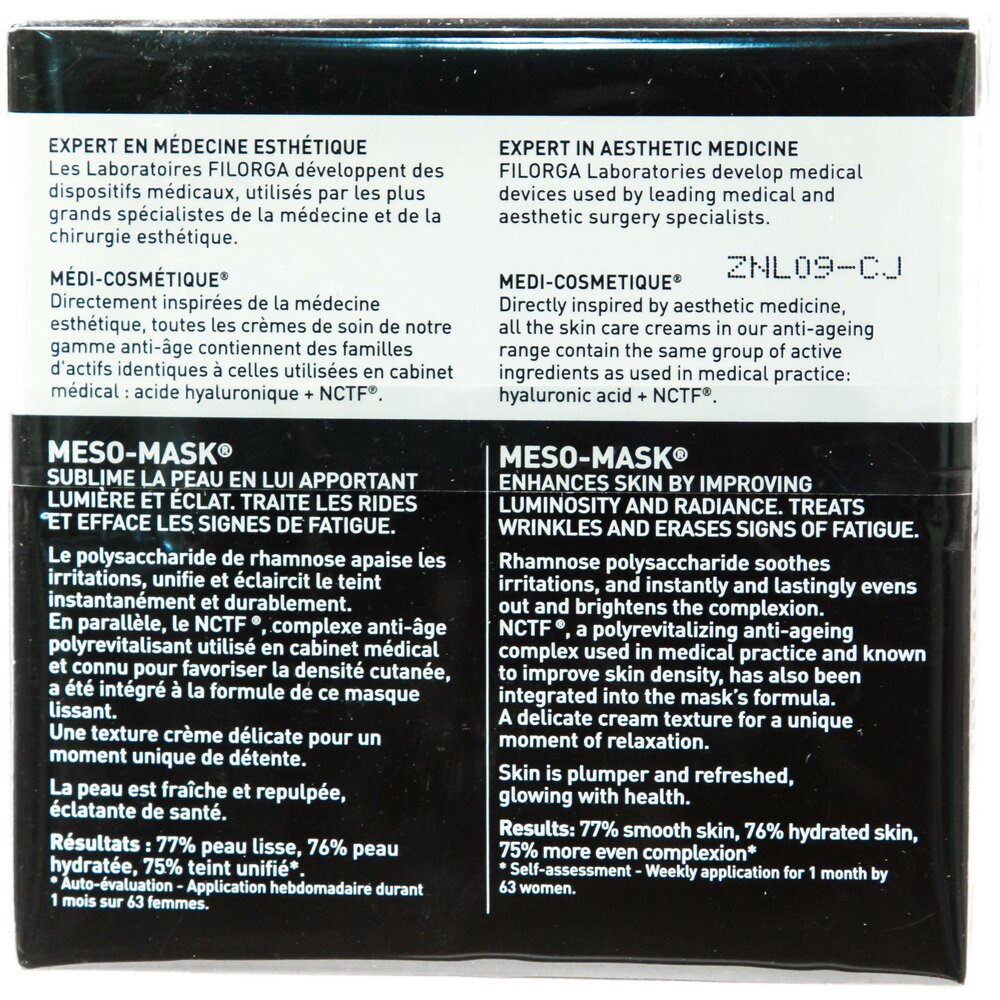 EXPERT EN MÉDECINE ESTHÉTIQUE
Les Laboratoires FILORGA développent des
dispositifs médicaux, utilisés par les plus
grands spécialistes de la médecine et de la
chirurgie esthétique.
MÉDI-COSMÉTIQUE®
Directement inspirées de la médecine
esthétique, toutes les crèmes de soin de notre
gamme anti-âge contiennent des familles
d'actifs identiques à celles utilisées en cabinet
médical : acide hyaluronique + NCTF®.
EXPERT IN AESTHETIC MEDICINE
FILORGA Laboratories develop medical
devices used by leading medical and
aesthetic surgery specialists.
ZNL09-CJ
MEDI-COSMETIQUE®
Directly inspired by aesthetic medicine,
all the skin care creams in our anti-ageing
range contain the same group of active
ingredients as used in medical practice:
hyaluronic acid + NCTF®.
MESO-MASK®
SUBLIME LA PEAU EN LUI APPORTANT
LUMIÈRE ET ÉCLAT. TRAITE LES RIDES
ET EFFACE LES SIGNES DE FATIGUE.
Le polysaccharide de rhamnose apaise les
irritations, unifie et éclaircit le teint
instantanément et durablement.
En parallèle, le NCTF ®, complexe anti-âge
polyrevitalisant utilisé en cabinet médical
et connu pour favoriser la densité cutanée,
a été intégré à la formule de ce masque
lissant.
Une texture crème délicate pour un
moment unique de détente.
La peau est fraîche et repulpée,
éclatante de santé.
Résultats : 77% peau lisse, 76% peau
hydratée, 75% teint unifié*.
* Auto-évaluation - Application hebdomadaire durant
1 mois sur 63 femmes.
MESO-MASK®
ENHANCES SKIN BY IMPROVING
LUMINOSITY AND RADIANCE. TREATS
WRINKLES AND ERASES SIGNS OF FATIGUE.
Rhamnose polysaccharide soothes
irritations, and instantly and lastingly evens
out and brightens the complexion.
NCTF ®, a polyrevitalizing anti-ageing
complex used in medical practice and known
to improve skin density, has also been
integrated into the mask's formula.
A delicate cream texture for a unique
moment of relaxation.
Skin is plumper and refreshed,
glowing with health.
Results: 77% smooth skin, 76% hydrated skin,
75% more even complexion*
* Self-assessment - Weekly application for 1 month by
63 women.